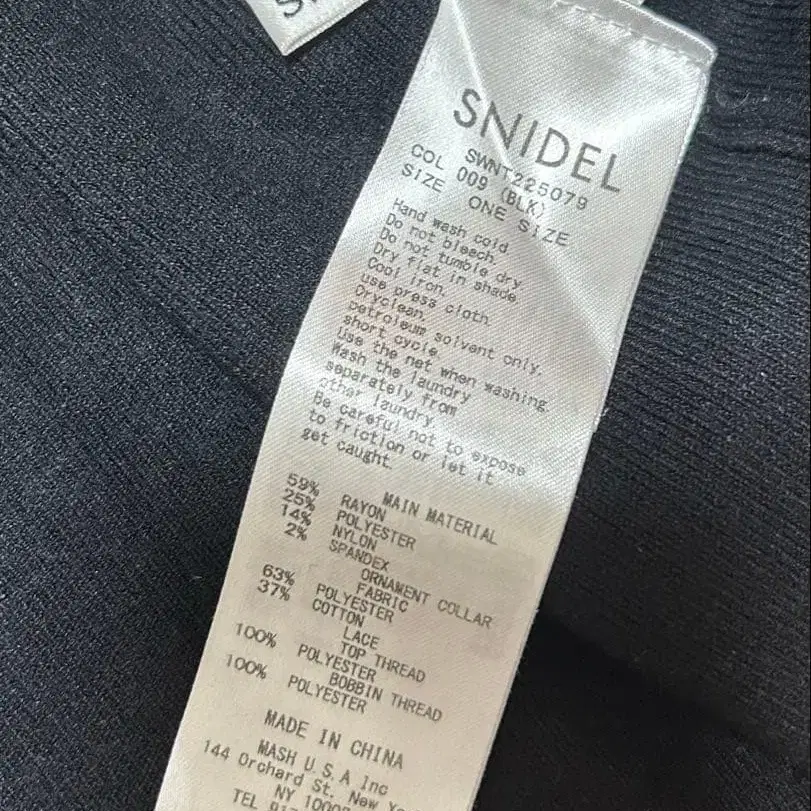 SNIDEL
SWNT225079
COL 009 (BLK)
SIZE ONE SIZE
Hand wash cold.
Do not bleach.
Do not tumble dry.
Dry flat in shade.
Cool iron.
use press cloth.
Dryclean.
petroleum solvent only.
short cycle.
Use the net when washing.
Wash the laundry
separately from
other laundry.
Be careful not to expose
to friction or let it
get caught.
MAIN MATERIAL
59% RAYON
25% POLYESTER
14% NYLON
2% SPANDEX
ORNAMENT COLLAR
FABRIC
63% POLYESTER
37% COTTON
LACE
TOP THREAD
100% POLYESTER
BOBBIN THREAD
100% POLYESTER
MADE IN CHINA
MASH U.S.A Inc
144 Orchard St. New
NY
TEL